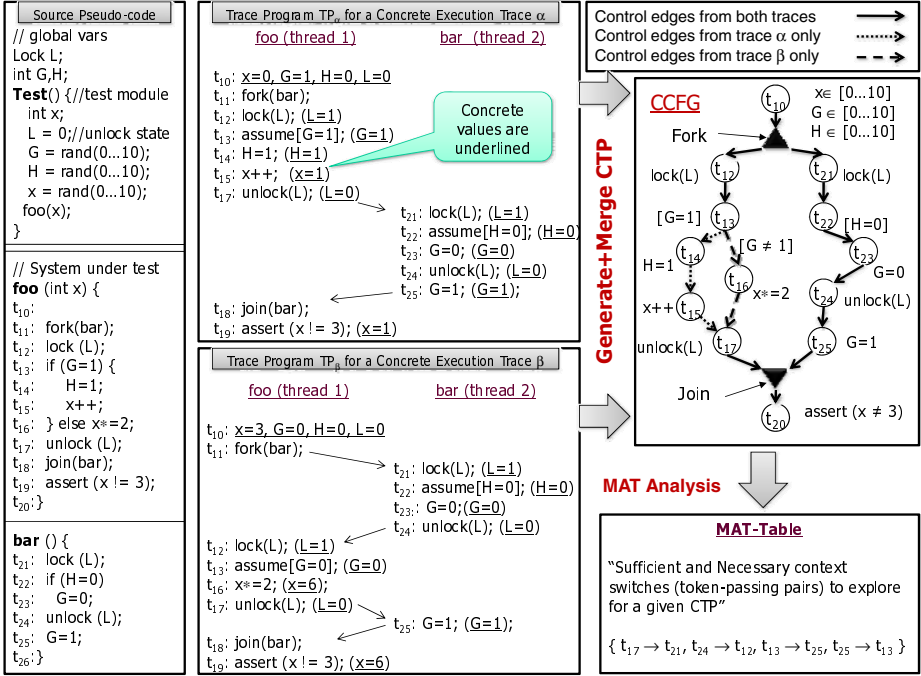 Source Pseudo-code
// global vars
Lock L;
int G,H;
Test() {//test module
int x;
L = 0;//unlock state
G = rand(0...10);
H = rand(0...10);
x = rand(0...10);
foo(x);
}
// System under test
foo (int x) {
t10:
t11: fork(bar);
t12: lock (L);
t13: if (G=1) {
t14: H=1;
t15: x++;
t16: } else x*=2;
t17: unlock (L);
t18: join(bar);
t19: assert (x != 3);
t20:}
bar () {
t21: lock (L);
t22: if (H=0)
t23: G=0;
t24: unlock (L);
t25: G=1;
t26:}
Trace Program TPα for a Concrete Execution Trace α
foo (thread 1) bar (thread 2)
t10: x=0, G=1, H=0, L=0
t11: fork(bar);
t12: lock(L); (L=1)
t13: assume[G=1]; (G=1)
t14: H=1; (H=1)
t15: x++; (x=1)
t17: unlock(L); (L=0)
Concrete
values are
underlined
t21: lock(L); (L=1)
t22: assume[H=0]; (H=0)
t23: G=0; (G=0)
t24: unlock(L); (L=0)
t25: G=1; (G=1);
t18: join(bar);
t19: assert (x != 3); (x=1)
Trace Program TPβ for a Concrete Execution Trace β
foo (thread 1) bar (thread 2)
t10: x=3, G=0, H=0, L=0
t11: fork(bar);
t21: lock(L); (L=1)
t22: assume[H=0]; (H=0)
t23: G=0;(G=0)
t24: unlock(L); (L=0)
t12: lock(L); (L=1)
t13: assume[G=0]; (G=0)
t16: x*=2; (x=6);
t17: unlock(L); (L=0)
t25: G=1; (G=1);
t18: join(bar);
t19: assert (x != 3); (x=6)
Generate+Merge CTP
Control edges from both traces
Control edges from trace α only
Control edges from trace β only
CCFG
t10
x∈ [0...10]
G ∈ [0...10]
H ∈ [0...10]
Fork
lock(L) t12 t21 lock(L)
[G=1] t13 t22 [H=0]
H=1 t14 [G ≠ 1] t23 G=0
t16 x*=2 t24 unlock(L)
x++ t15
unlock(L) t17 t25 G=1
Join
t20 assert (x ≠ 3)
MAT Analysis
MAT-Table
“Sufficient and Necessary context
switches (token-passing pairs) to explore
for a given CTP”
{ t17 → t21, t24 → t12, t13 → t25, t25 → t13 }